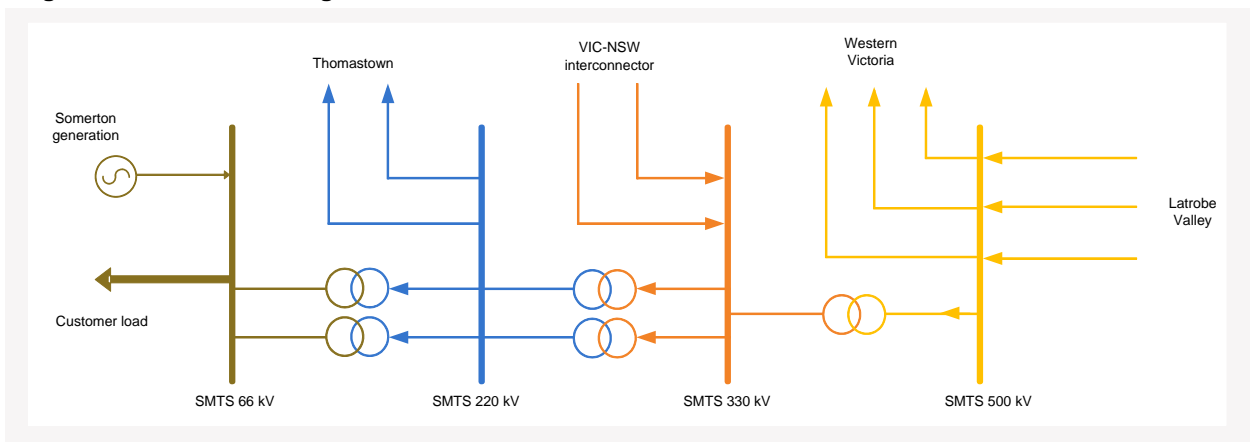 Thomastown
VIC-NSW
interconnector
Western
Victoria
Somerton
generation
Latrobe
Valley
Customer load
SMTS 66 kV
SMTS 220 kV
SMTS 330 kV
SMTS 500 kV